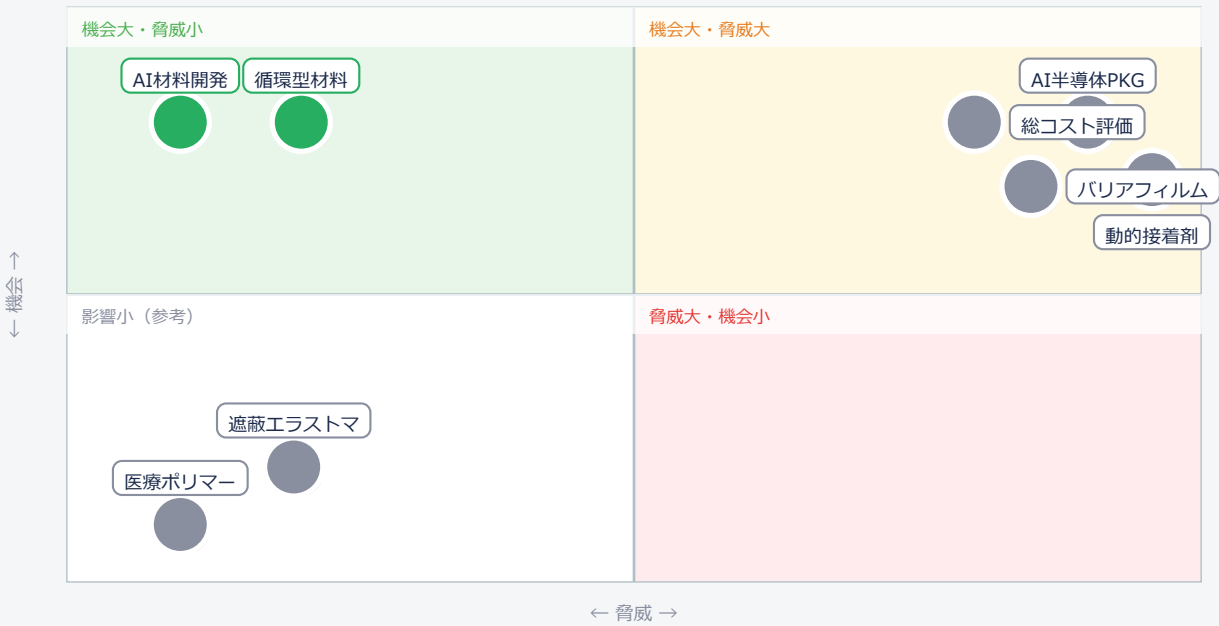 機会大・脅威小
機会大・脅威大
AI材料開発
循環型材料
AI半導体PKG
総コスト評価
バリアフィルム
動的接着剤
← 機会 →
影響小（参考）
脅威大・機会小
遮蔽エラストマ
医療ポリマー
← 脅威 →